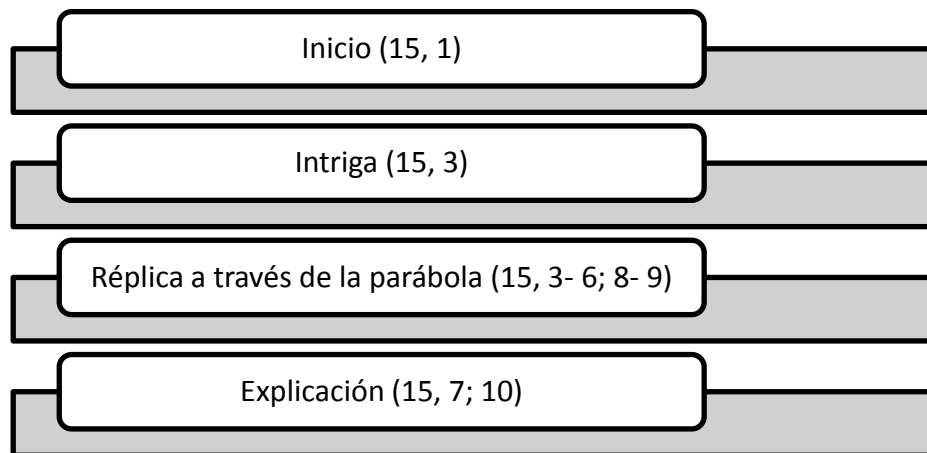 Inicio (15, 1)
Intriga (15, 3)
Réplica a través de la parábola (15, 3- 6; 8- 9)
Explicación (15, 7; 10)